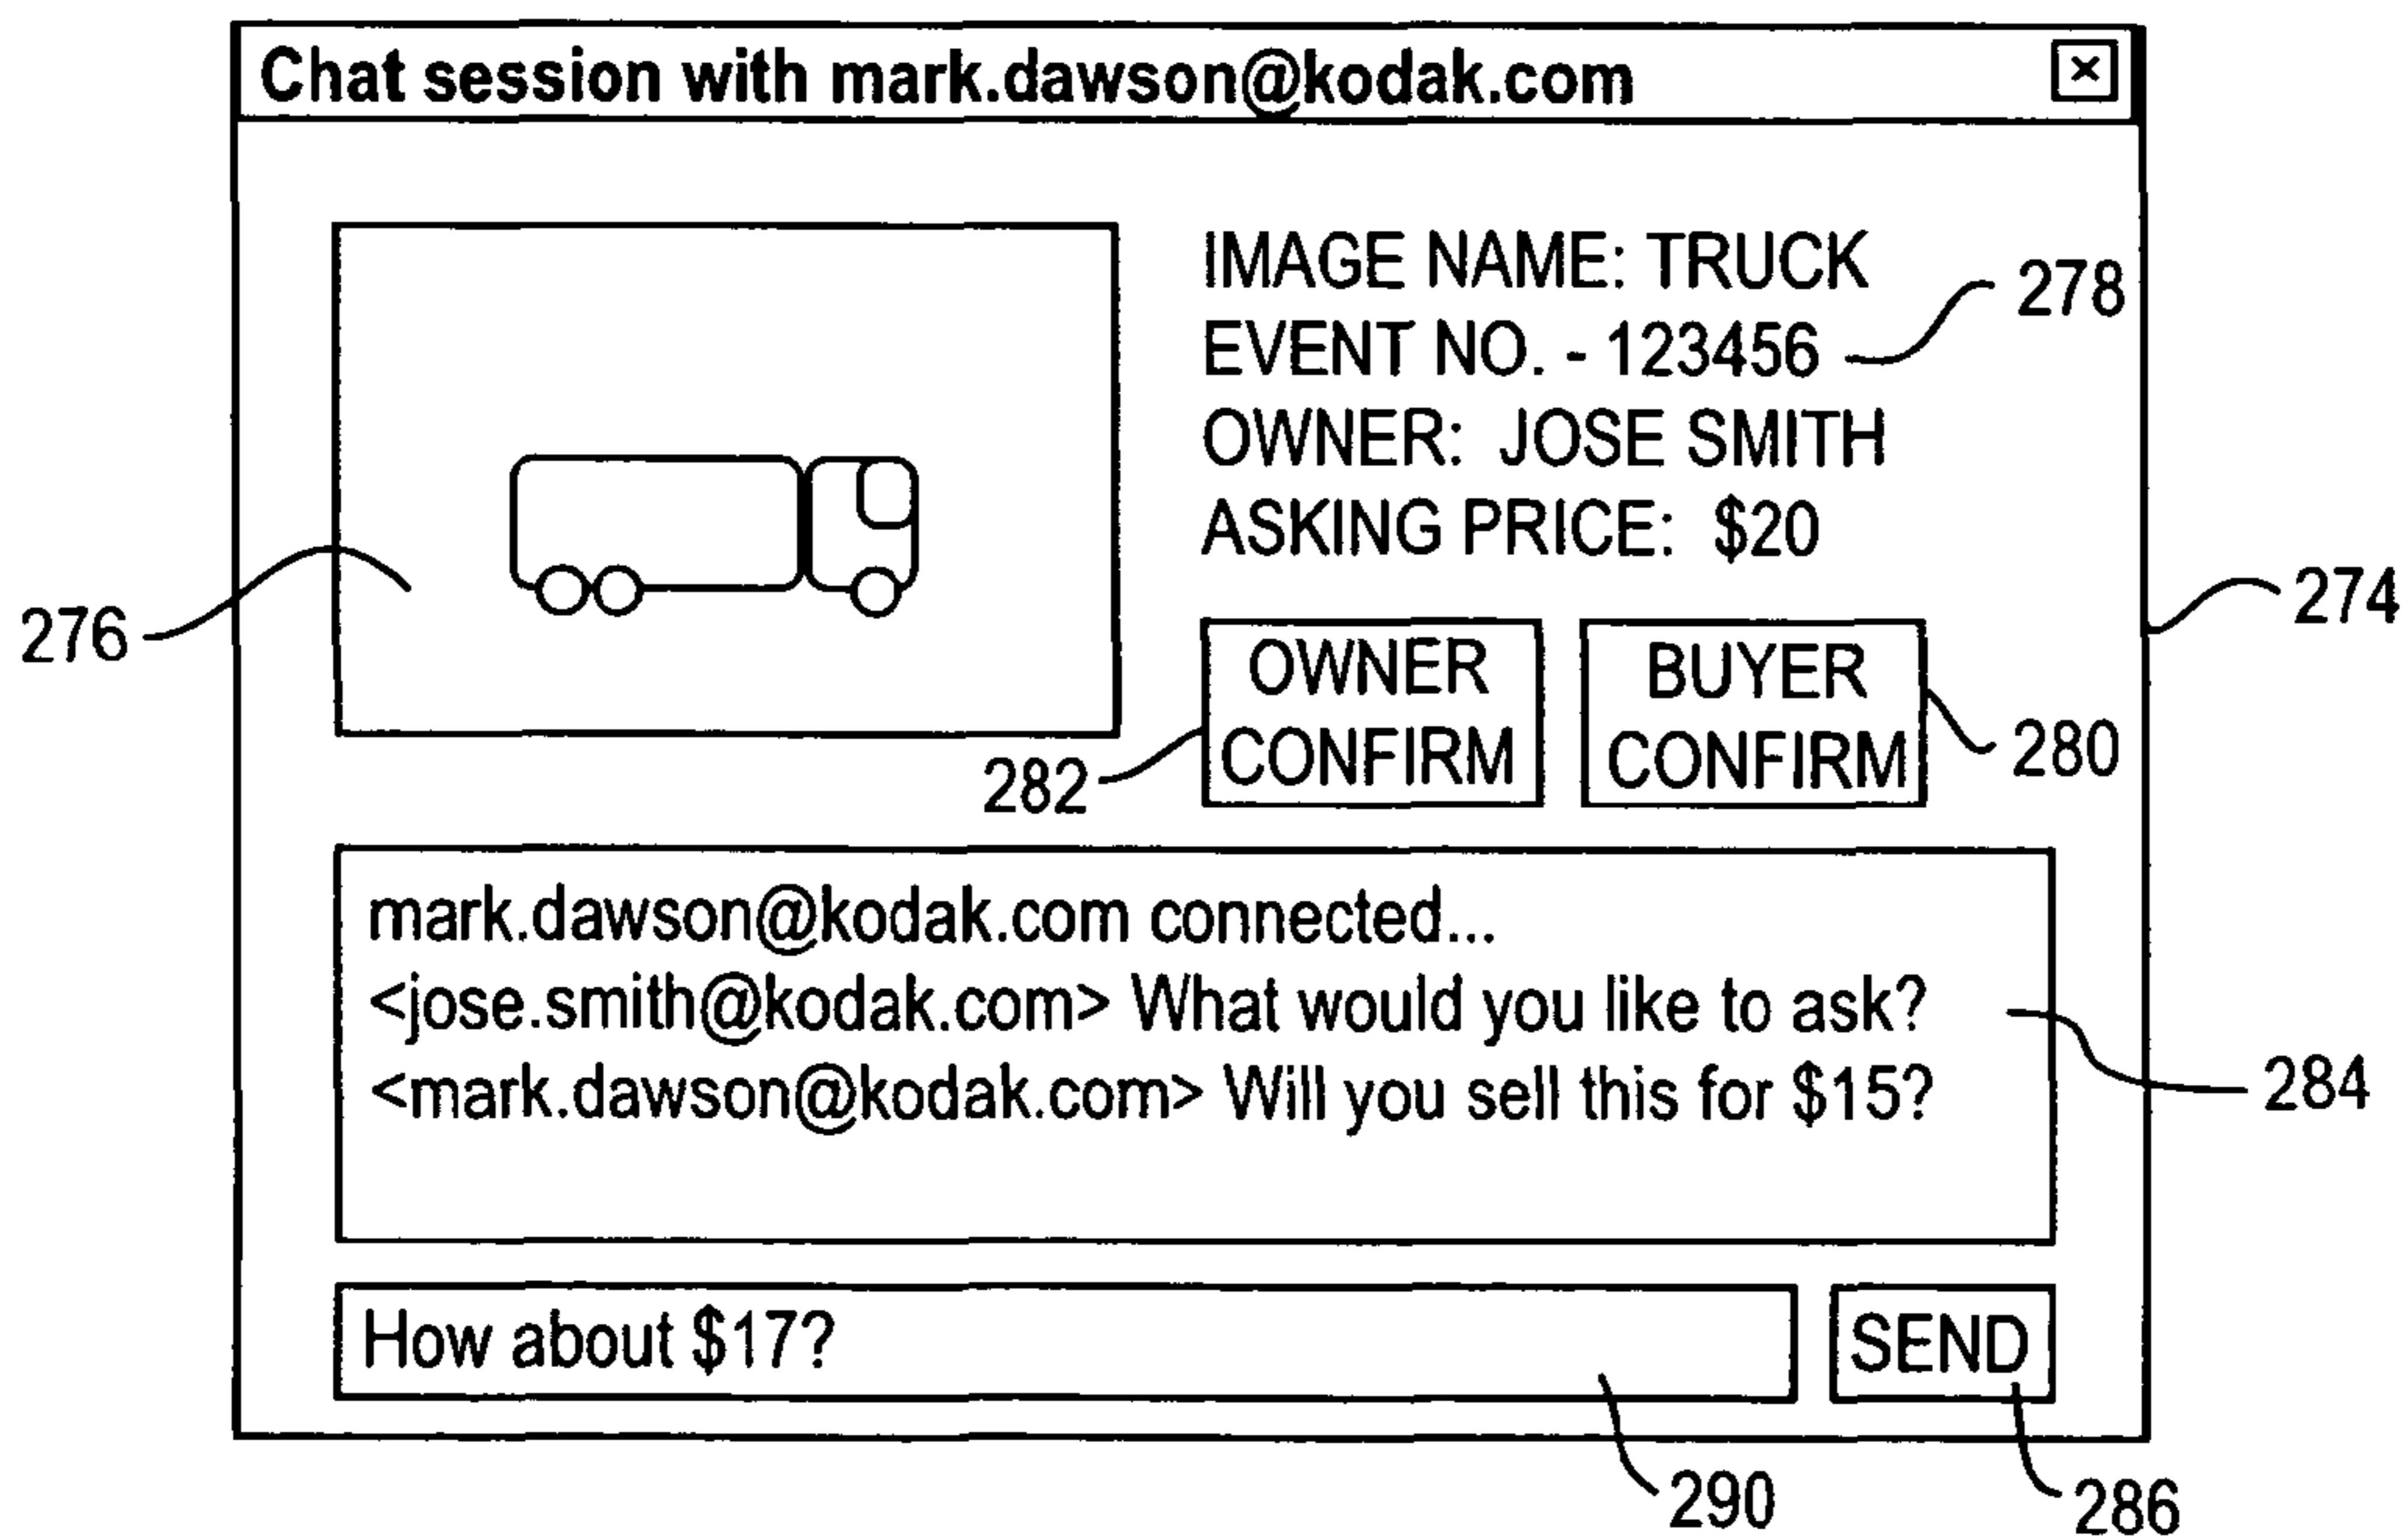 Chat session with mark.dawson@kodak.com
×
IMAGE NAME: TRUCK
278
EVENT NO. - 123456
OWNER: JOSE SMITH
ASKING PRICE: $20
274
276
OWNER
CONFIRM
BUYER
CONFIRM
280
282
mark.dawson@kodak.com connected...
<jose.smith@kodak.com> What would you like to ask?
<mark.dawson@kodak.com> Will you sell this for $15?
284
How about $17?
SEND
290
286